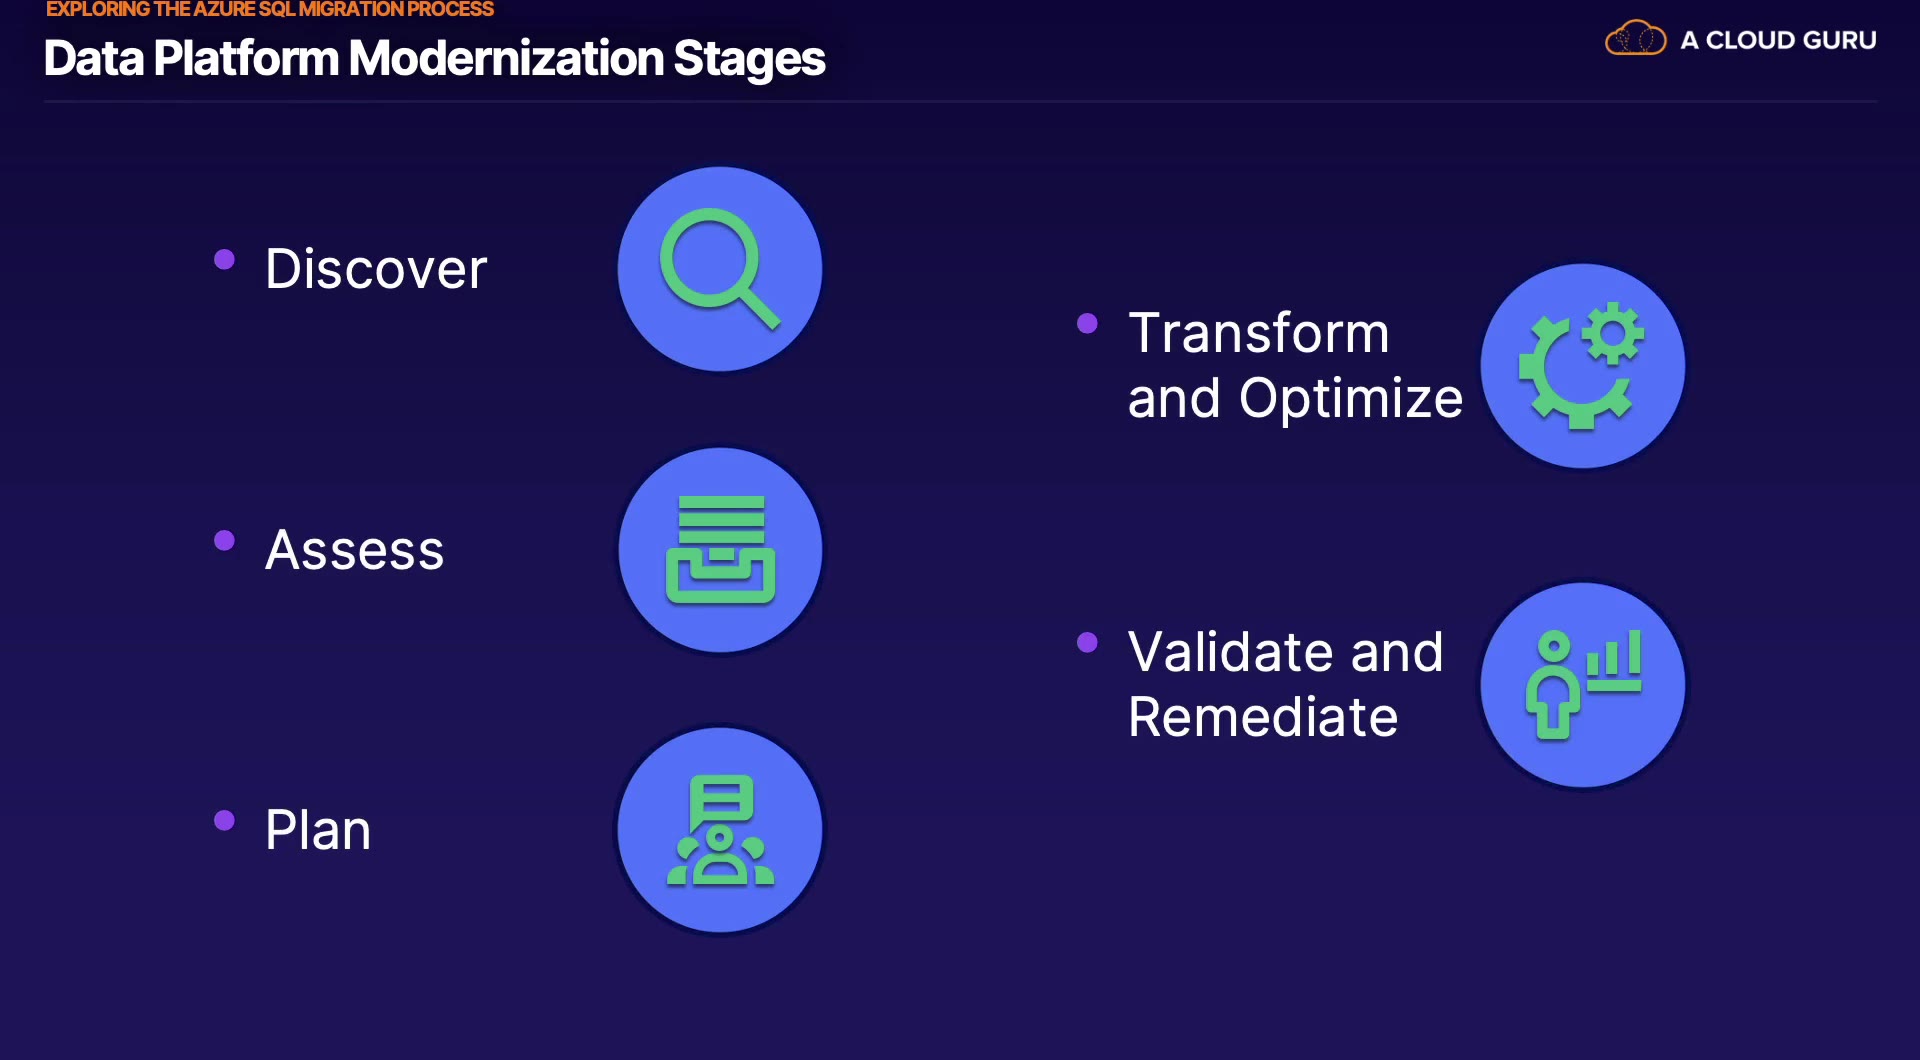 EXPLORING THE AZURE SQL MIGRATION PROCESS
Data Platform Modernization Stages
A CLOUD GURU
Discover
Assess
Plan
Transform
and Optimize
Validate and
Remediate